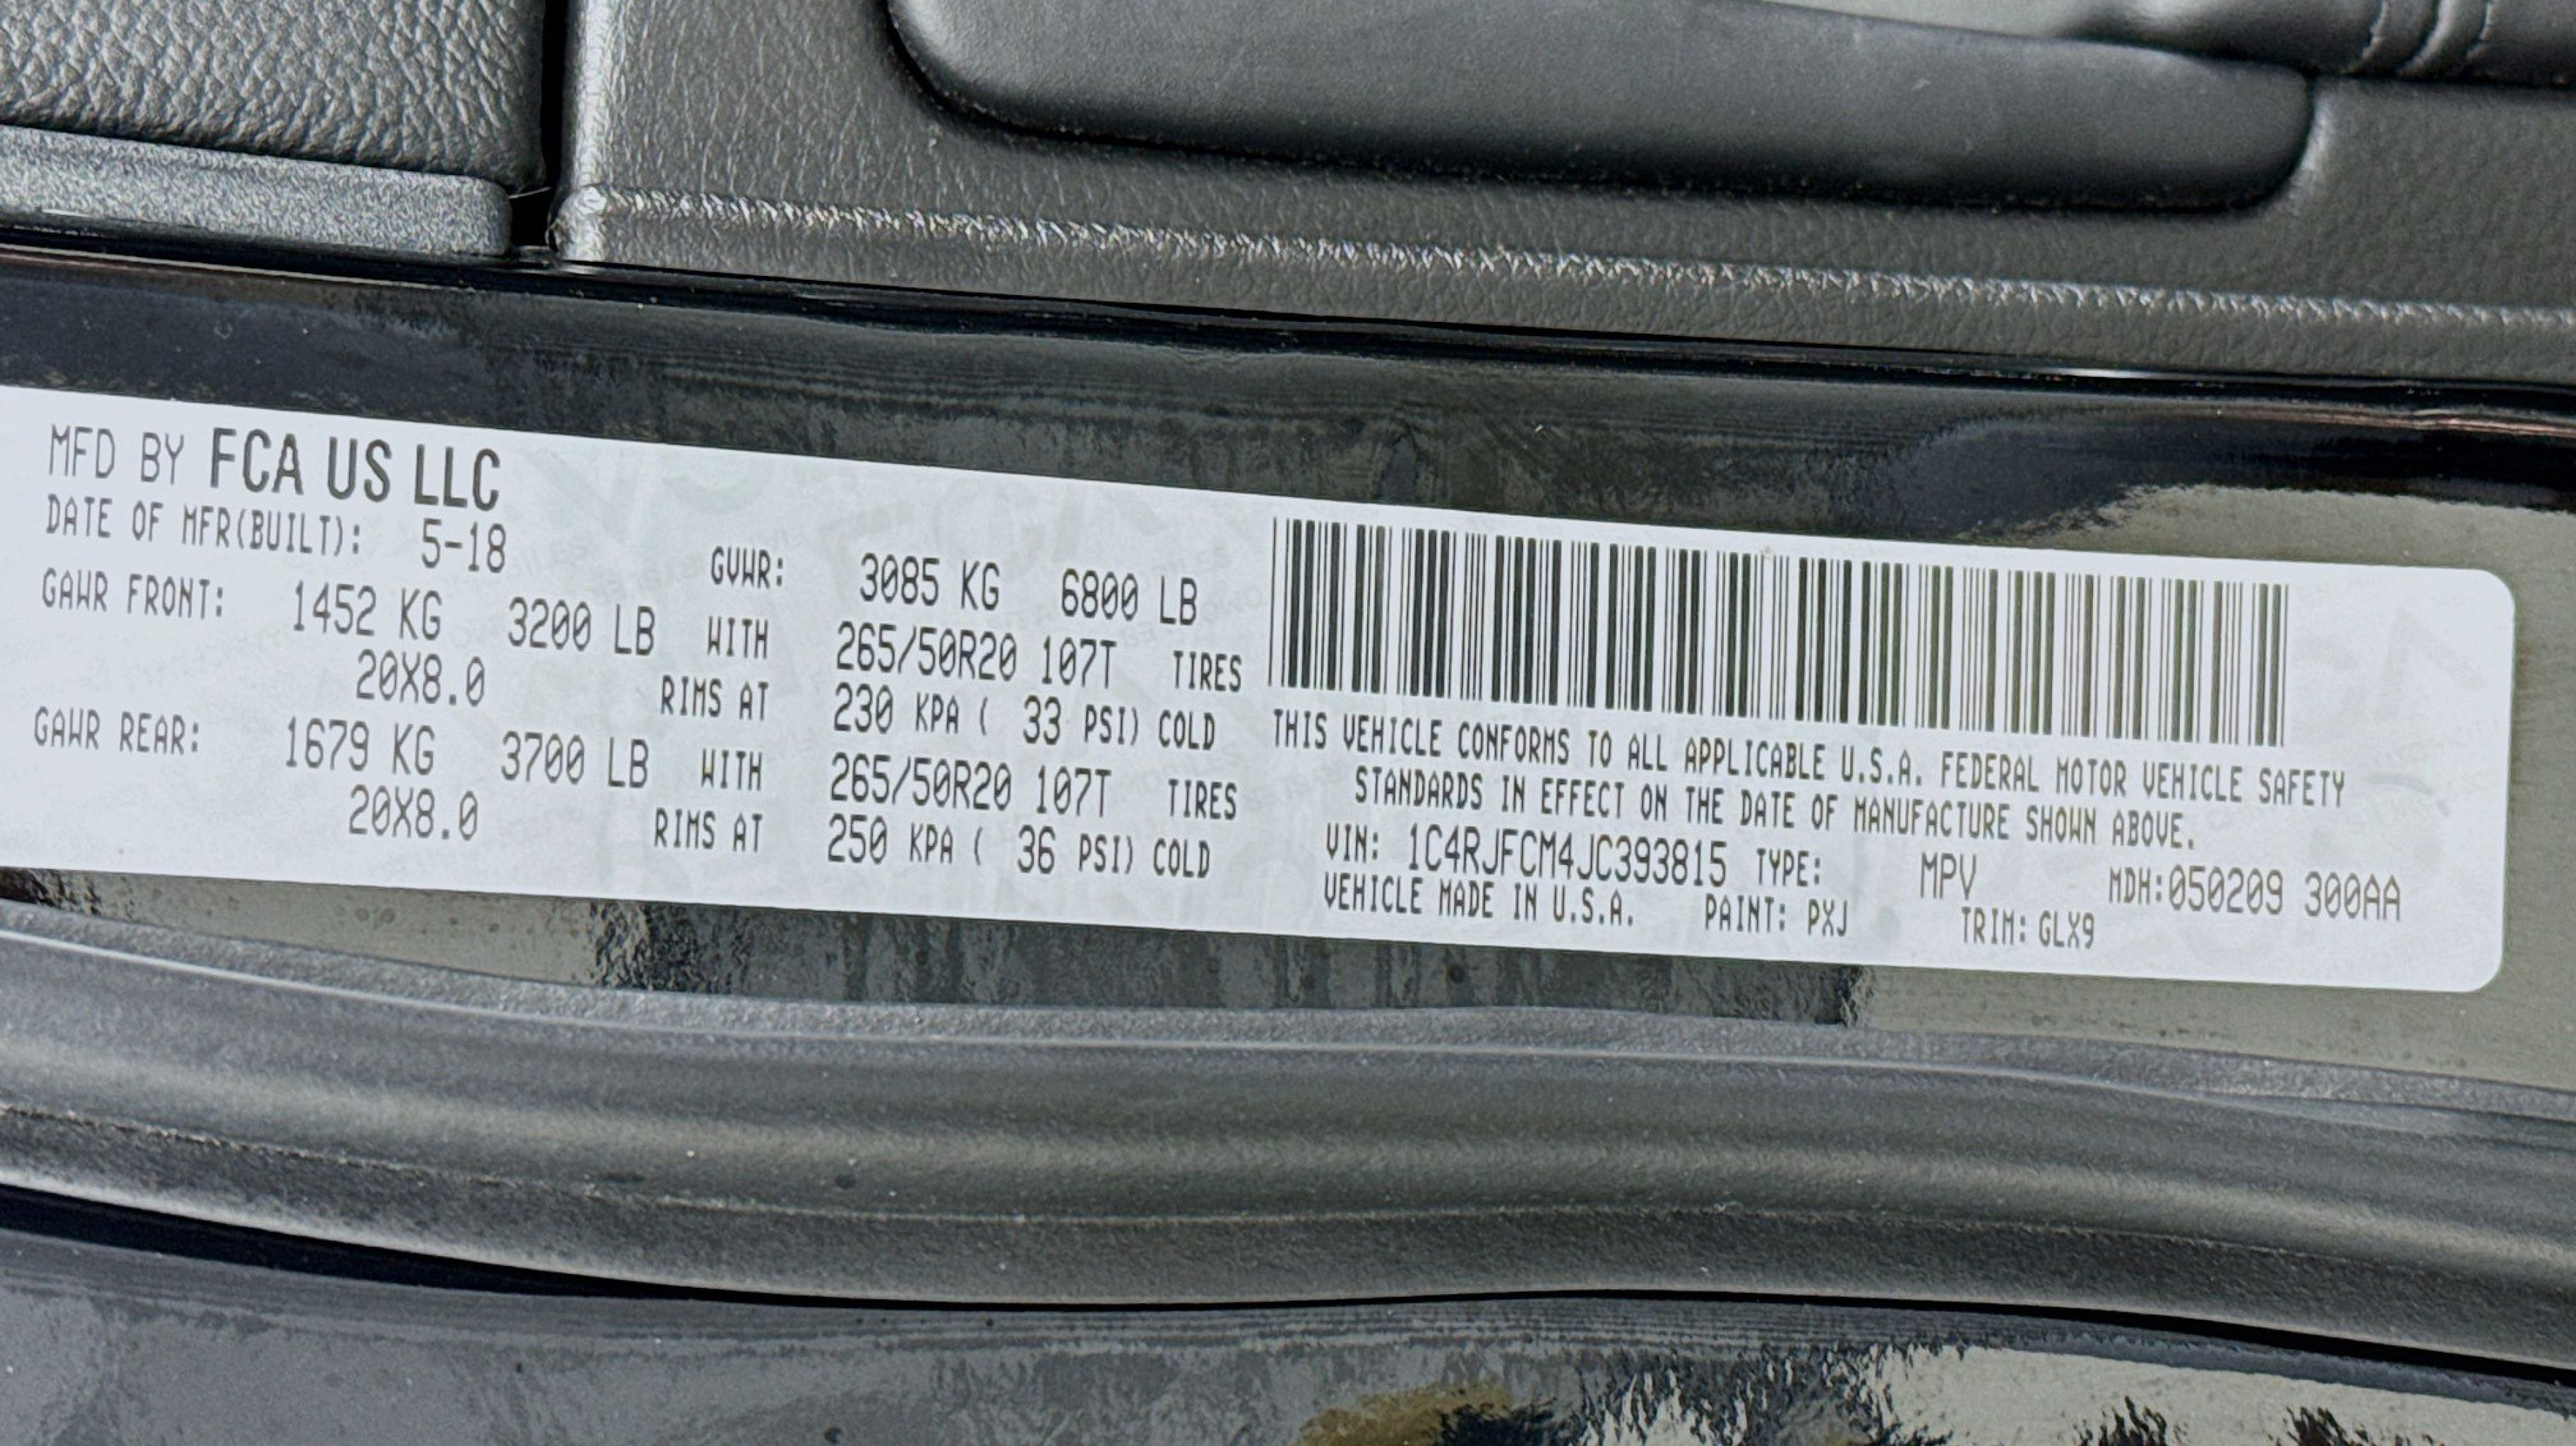 MFD BY FCA US LLC
DATE OF MFR(BUILT): 5-18 GVWR: 3085 KG 6800 LB
GAWR FRONT: 1452 KG 3200 LB WITH 265/50R20 107T TIRES
20X8.0 RIMS AT 230 KPA ( 33 PSI) COLD
GAWR REAR: 1679 KG 3700 LB WITH 265/50R20 107T TIRES
20X8.0 RIMS AT 250 KPA ( 36 PSI) COLD
THIS VEHICLE CONFORMS TO ALL APPLICABLE U.S.A. FEDERAL MOTOR VEHICLE SAFETY
STANDARDS IN EFFECT ON THE DATE OF MANUFACTURE SHOWN ABOVE.
VIN: 1C4RJFCM4JC393815 TYPE: MPV MDH:050209 300AA
VEHICLE MADE IN U.S.A. PAINT: PXJ TRIM: GLX9